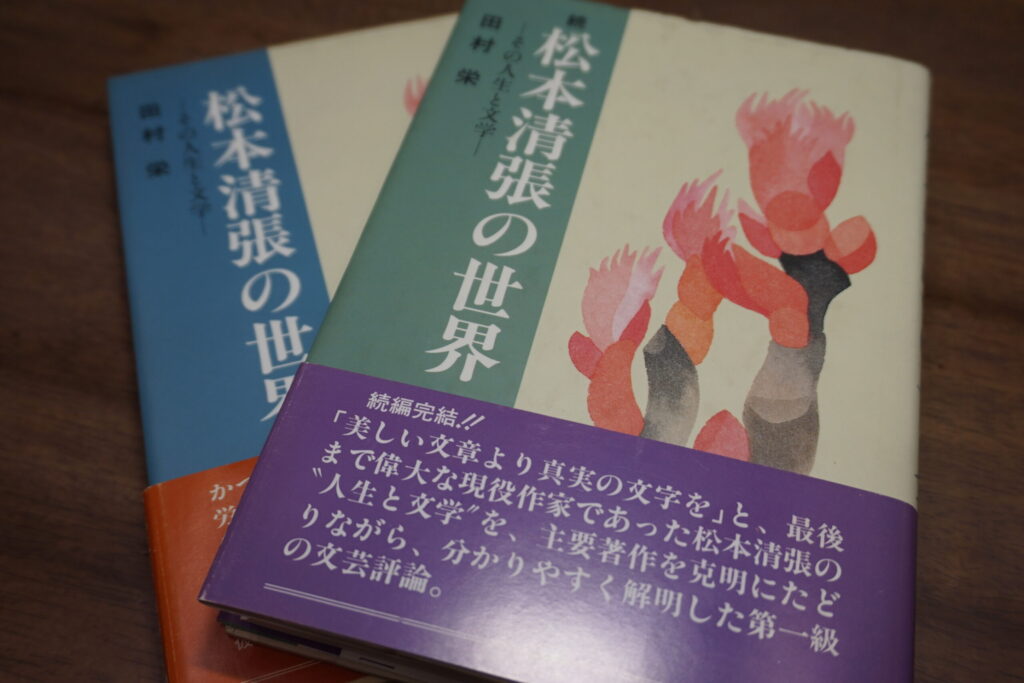 続
松本清張の世界
―その人生と文学―
田村 栄
続編完結!!
「美しい文章より真実の文字を」と、最後
まで偉大な現役作家であった松本清張の
〝人生と文学〟を、主要著作を克明にたど
りながら、分かりやすく解明した第一級
の文芸評論。
松本清張の世界
―その人生と文学―
田村 栄
かつ